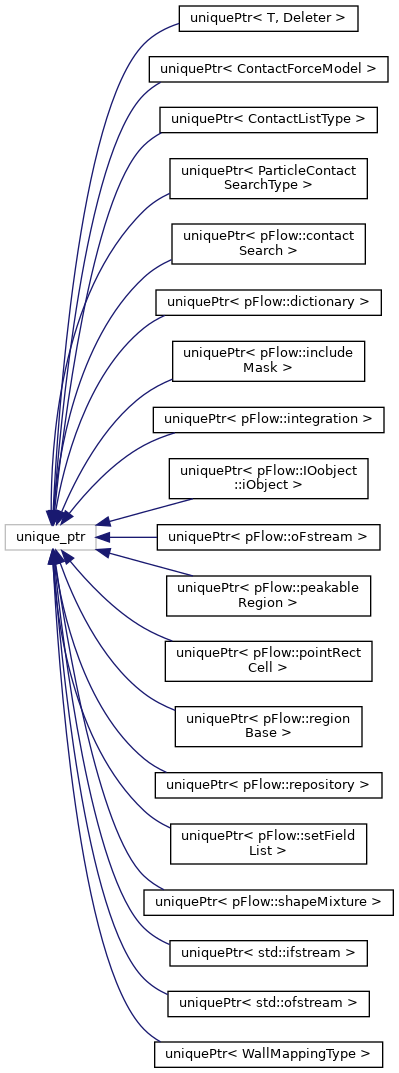 uniquePtr< T, Deleter >
uniquePtr< ContactForceModel >
uniquePtr< ContactListType >
uniquePtr< ParticleContact
SearchType >
uniquePtr< pFlow::contact
Search >
uniquePtr< pFlow::dictionary >
uniquePtr< pFlow::include
Mask >
uniquePtr< pFlow::integration >
uniquePtr< pFlow::IOobject
::iObject >
unique_ptr
uniquePtr< pFlow::oFstream >
uniquePtr< pFlow::peakable
Region >
uniquePtr< pFlow::pointRect
Cell >
uniquePtr< pFlow::region
Base >
uniquePtr< pFlow::repository >
uniquePtr< pFlow::setField
List >
uniquePtr< pFlow::shapeMixture >
uniquePtr< std::ifstream >
uniquePtr< std::ofstream >
uniquePtr< WallMappingType >